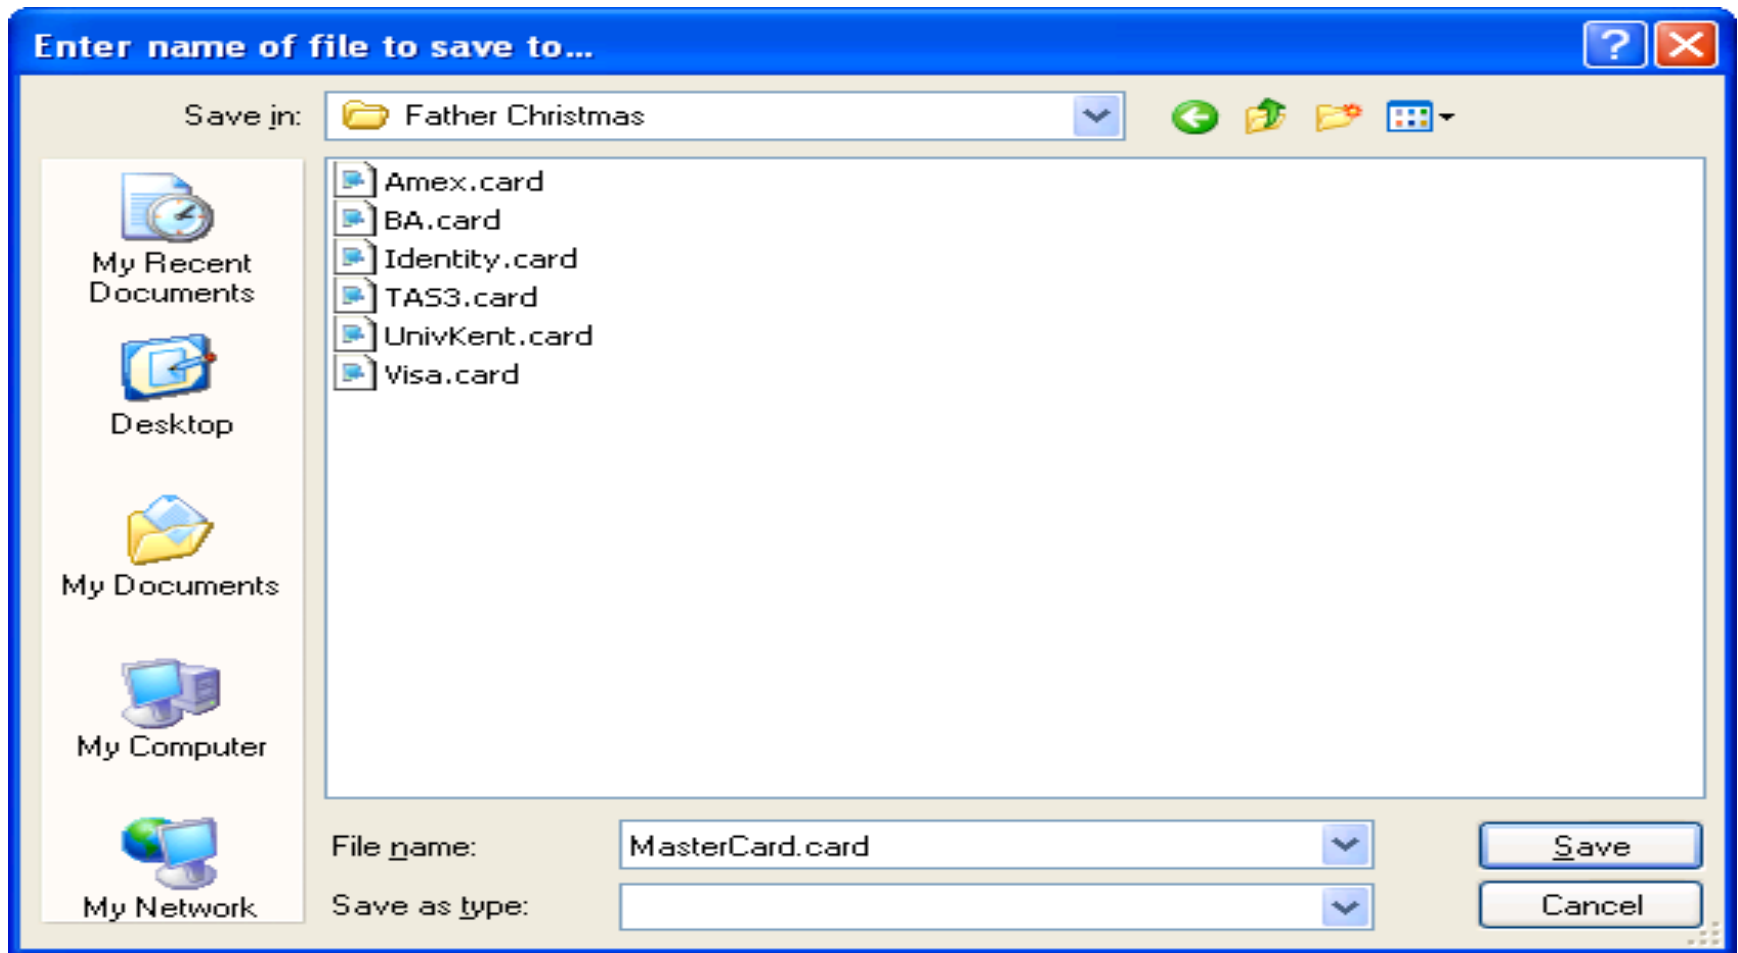 Enter name of file to save to...
Save in: Father Christmas
My Recent
Documents
Desktop
My Documents
My Computer
My Network
Amex.card
BA.card
Identity.card
TAS3.card
UnivKent.card
Visa.card
File name: MasterCard.card Save
Save as type: Cancel